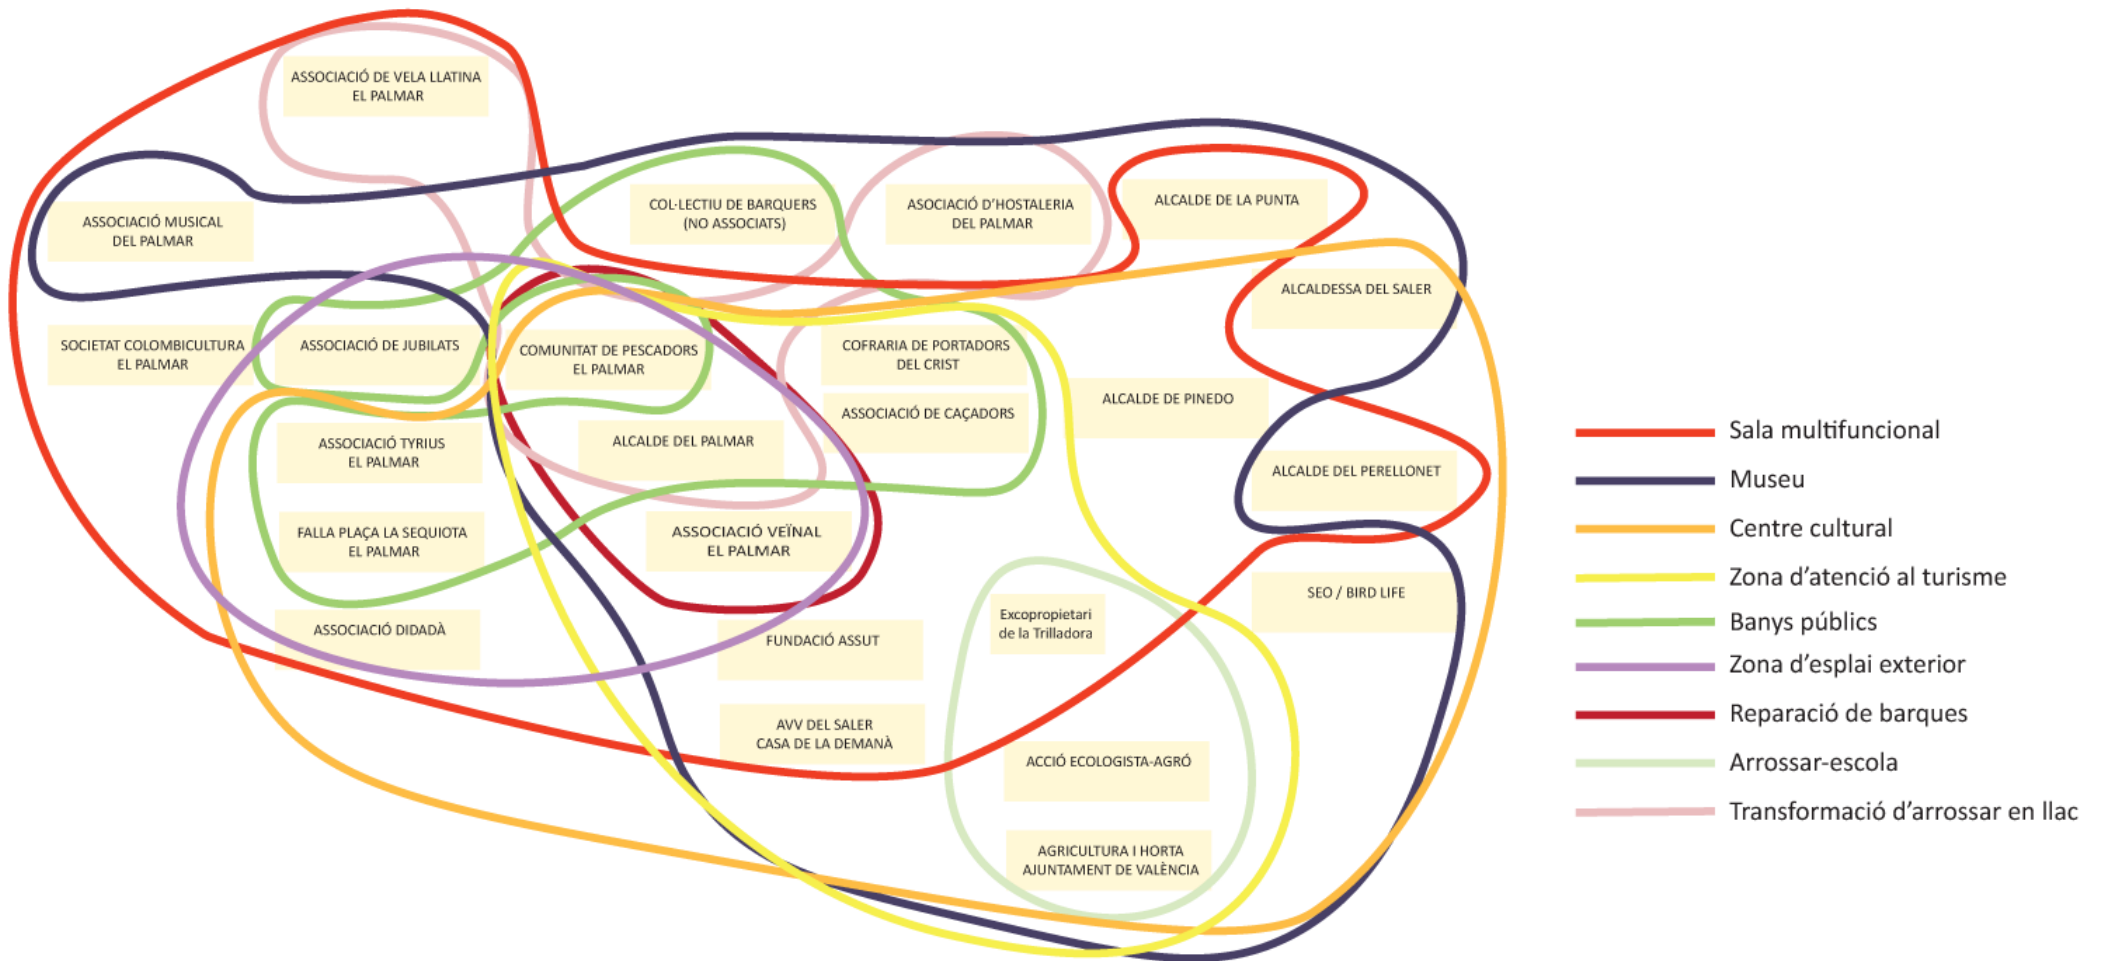 ASSOCIACIÓ DE VELA LLATINA
EL PALMAR
ASSOCIACIÓ MUSICAL
DEL PALMAR
COL·LECTIU DE BARQUERS
(NO ASSOCIATS)
ASOCIACIÓ D'HOSTALERIA
DEL PALMAR
ALCALDE DE LA PUNTA
ALCALDESSA DEL SALER
SOCIETAT COLOMBICULTURA
EL PALMAR
ASSOCIACIÓ DE JUBILATS
COMUNITAT DE PESCADORS
EL PALMAR
COFRARIA DE PORTADORS
DEL CRIST
ASSOCIACIÓ DE CAÇADORS
ALCALDE DE PINEDO
ASSOCIACIÓ TYRIUS
EL PALMAR
ALCALDE DEL PALMAR
ALCALDE DEL PERELLONET
FALLA PLAÇA LA SEQUIOTA
EL PALMAR
ASSOCIACIÓ VEÏNAL
EL PALMAR
SEO / BIRD LIFE
ASSOCIACIÓ DIDADÀ
FUNDACIÓ ASSUT
Excopropietari
de la Trilladora
AVV DEL SALER
CASA DE LA DEMANÀ
ACCIÓ ECOLOGISTA-AGRÓ
AGRICULTURA I HORTA
AJUNTAMENT DE VALÈNCIA
Sala multifuncional
Museu
Centre cultural
Zona d'atenció al turisme
Banys públics
Zona d'esplai exterior
Reparació de barques
Arrossar-escola
Transformació d'arrossar en llac